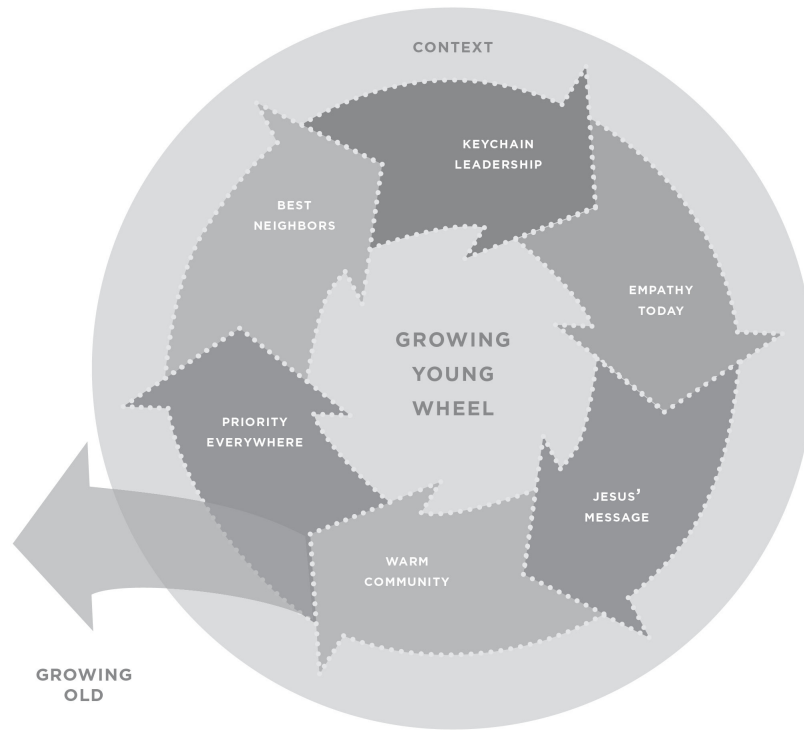 CONTEXT
KEYCHAIN
LEADERSHIP
EMPATHY
TODAY
JESUS’
MESSAGE
WARM
COMMUNITY
PRIORITY
EVERYWHERE
BEST
NEIGHBORS
GROWING
YOUNG
WHEEL
GROWING
OLD